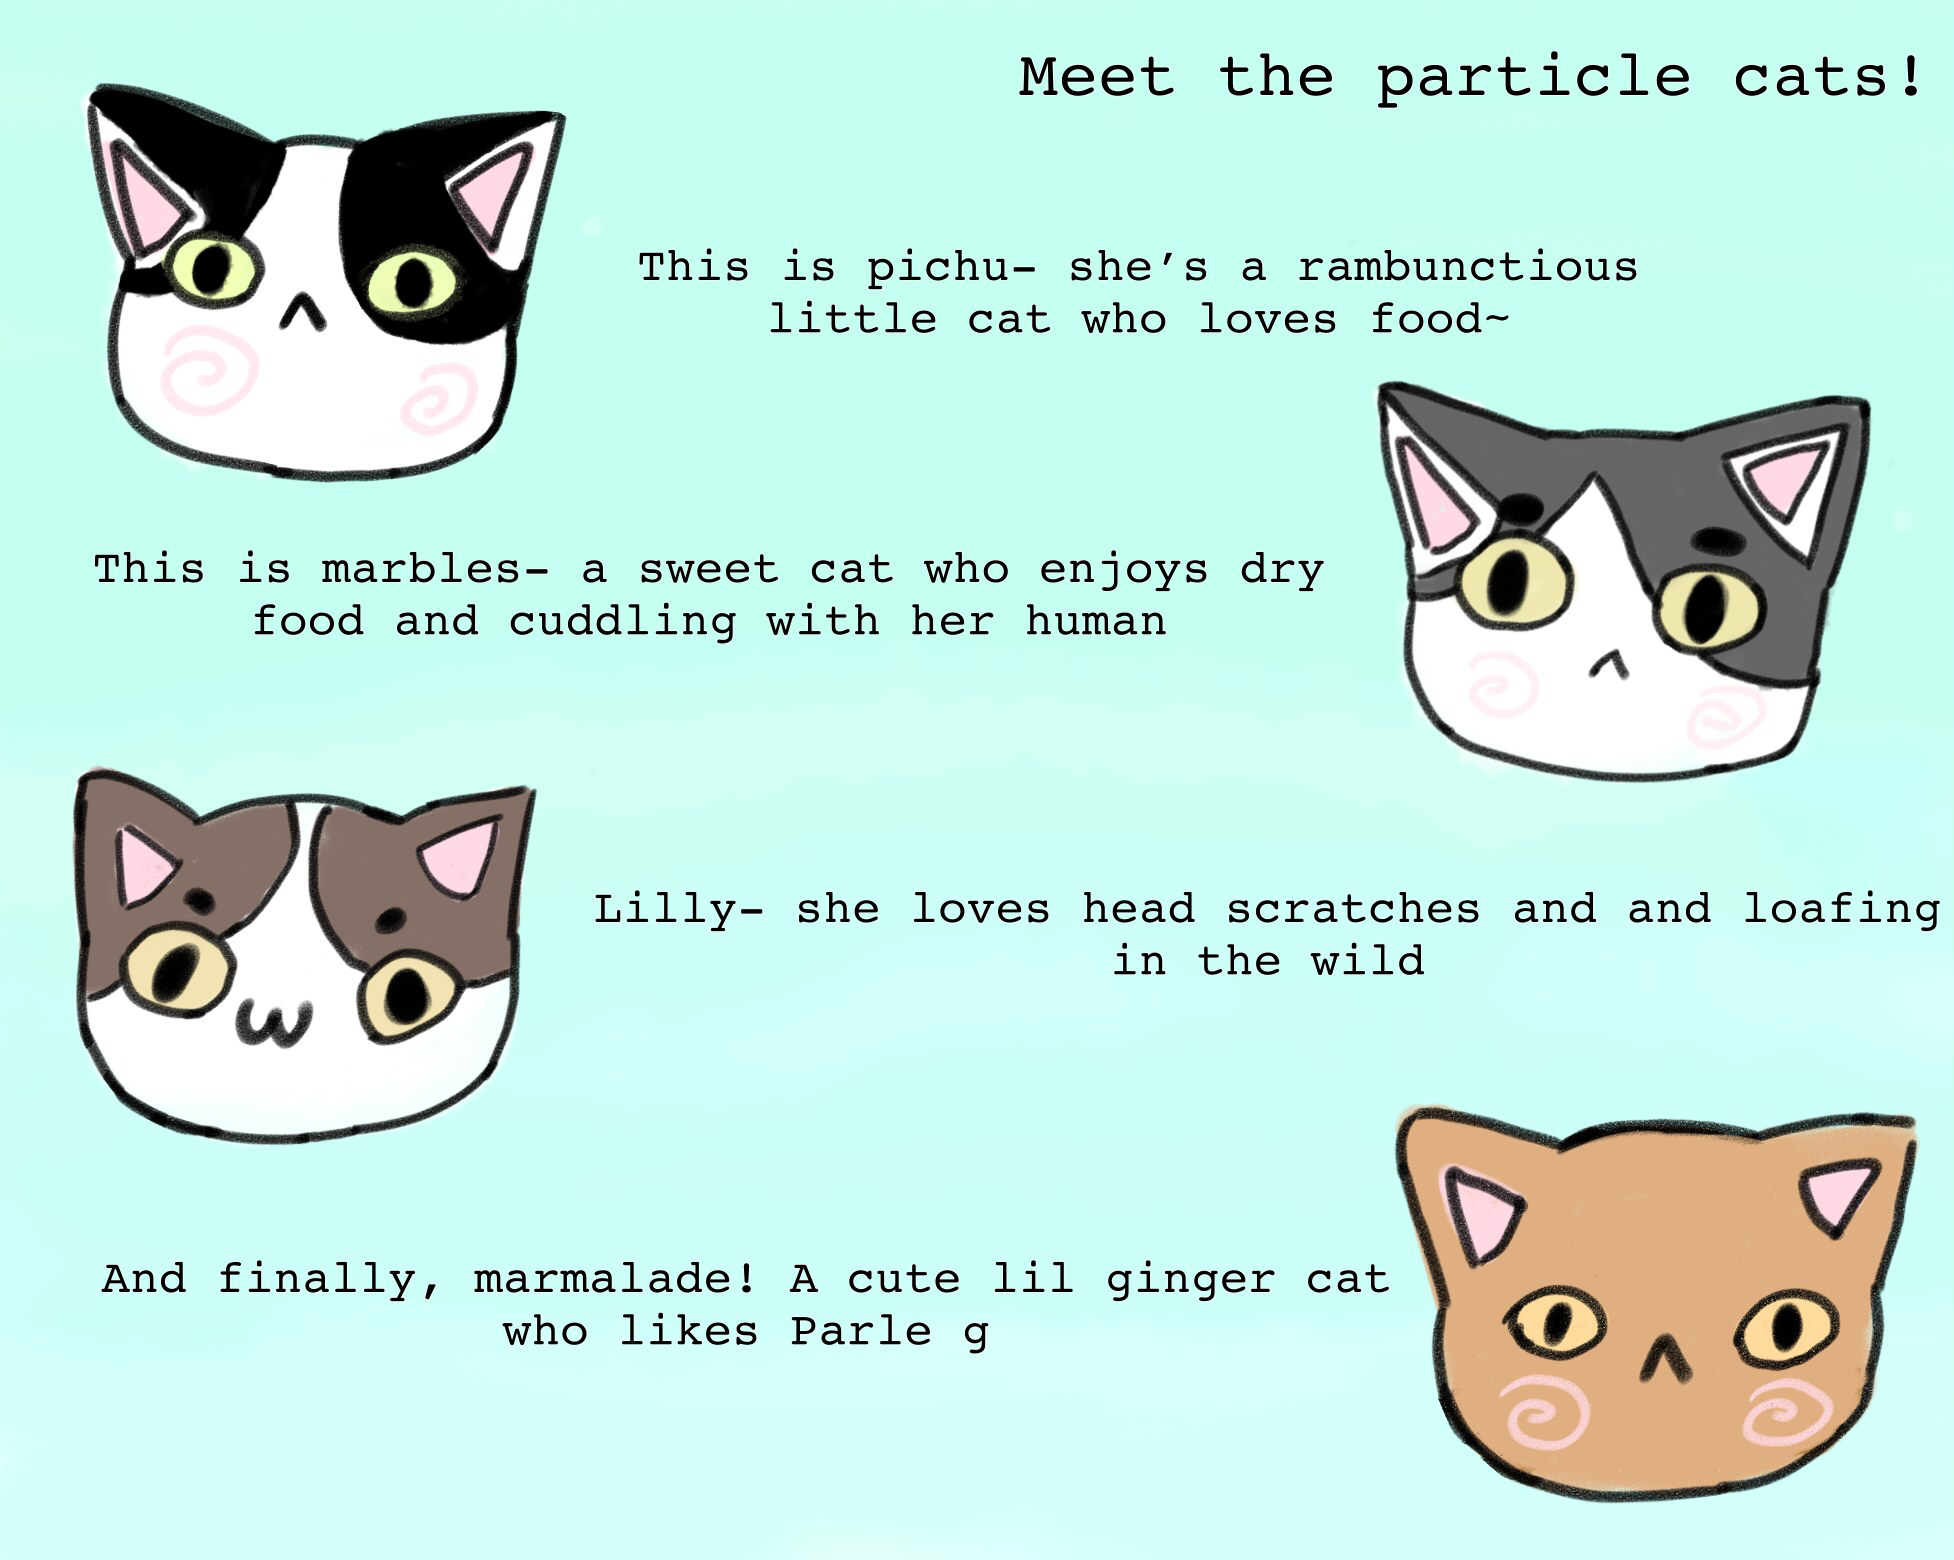 Meet the particle cats!
This is pichu- she’s a rambunctious
little cat who loves food~
This is marbles- a sweet cat who enjoys dry
food and cuddling with her human
Lilly- she loves head scratches and and loafing
in the wild
And finally, marmalade! A cute lil ginger cat
who likes Parle g